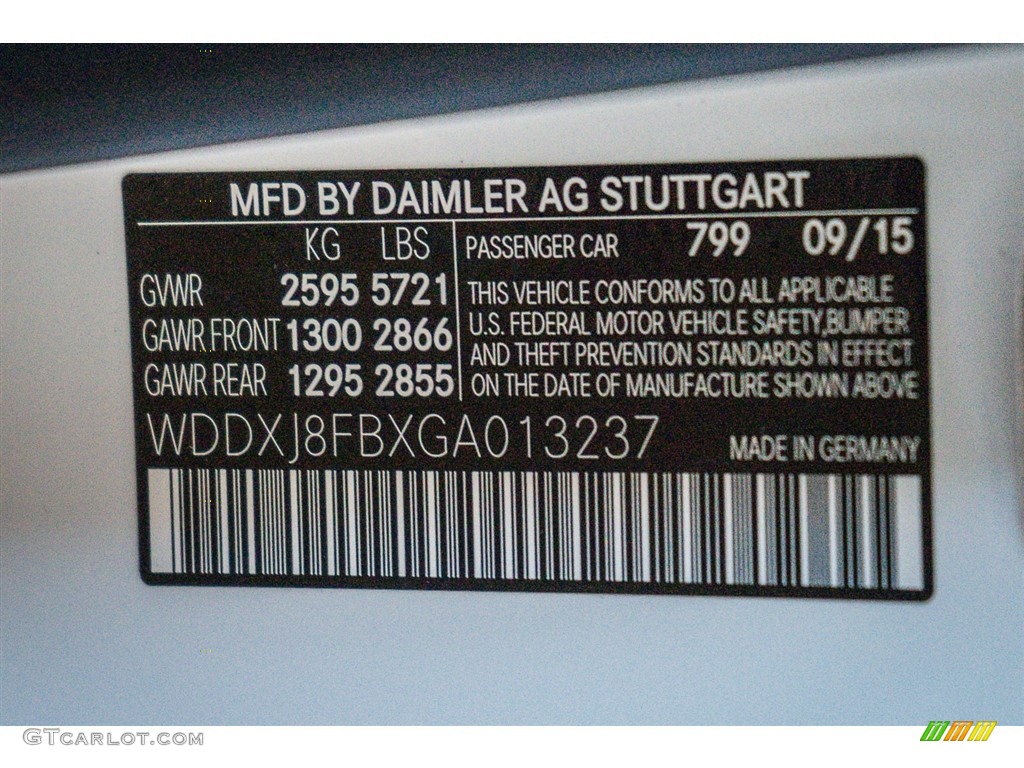 MFD BY DAIMLER AG STUTTGART
KG LBS
GVWR 2595 5721
GAWR FRONT 1300 2866
GAWR REAR 1295 2855
PASSENGER CAR 799 09/15
THIS VEHICLE CONFORMS TO ALL APPLICABLE
U.S. FEDERAL MOTOR VEHICLE SAFETY,BUMPER
AND THEFT PREVENTION STANDARDS IN EFFECT
ON THE DATE OF MANUFACTURE SHOWN ABOVE
WDDXJ8FBXGA013237
MADE IN GERMANY
GTCARLOT.COM